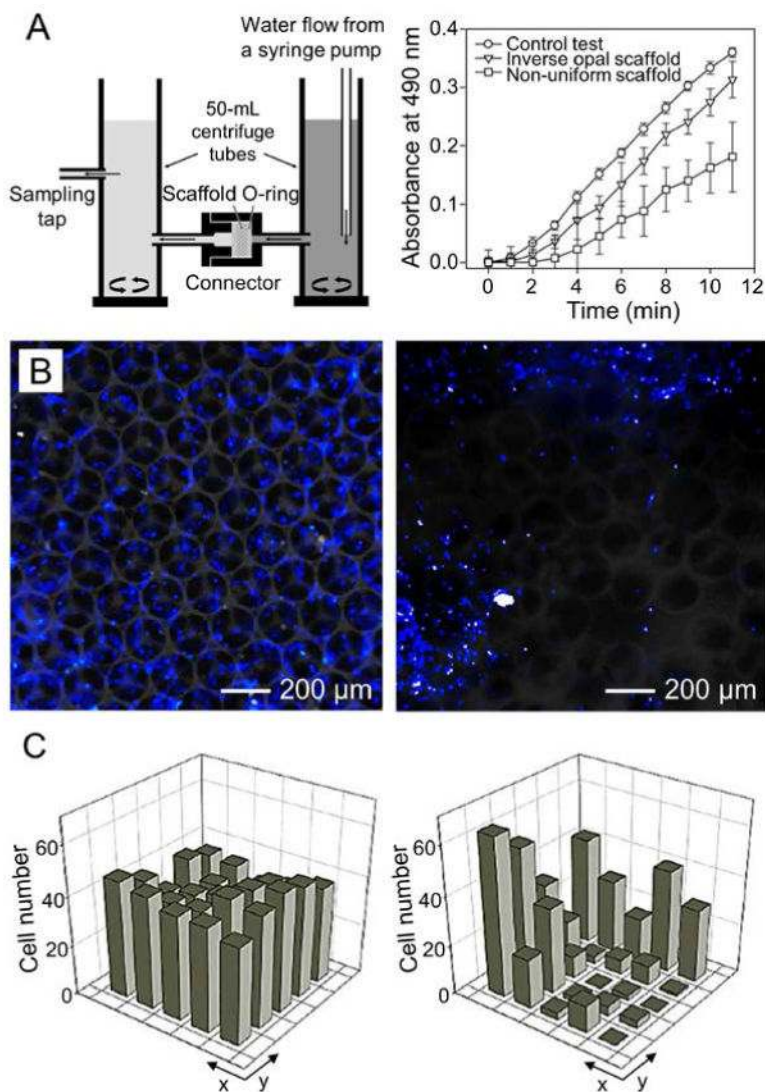 A
Water flow from
a syringe pump
50-mL
centrifuge
tubes
Sampling
tap
Scaffold O-ring
Connector
Absorbance at 490 nm
0.4
0.3
0.2
0.1
0.0
Control test
Inverse opal scaffold
Non-uniform scaffold
0 2 4 6 8 10 12
Time (min)
B
200 µm
200 µm
C
Cell number
60
40
20
0
x
y
Cell number
60
40
20
0
x
y